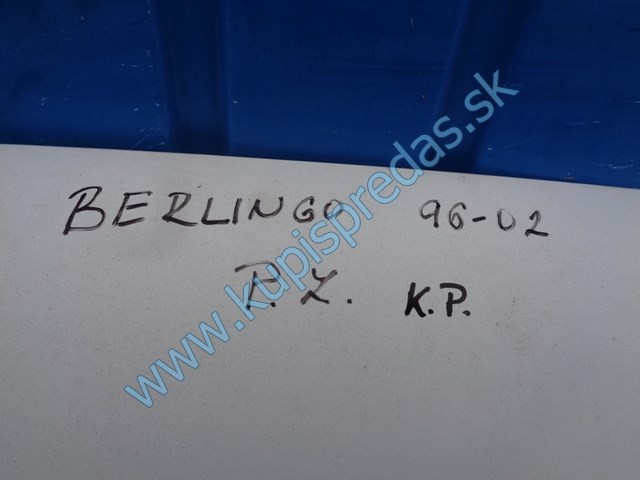 BERLINGO 96-02
P.Z. K.P.
www.kupispredas.sk